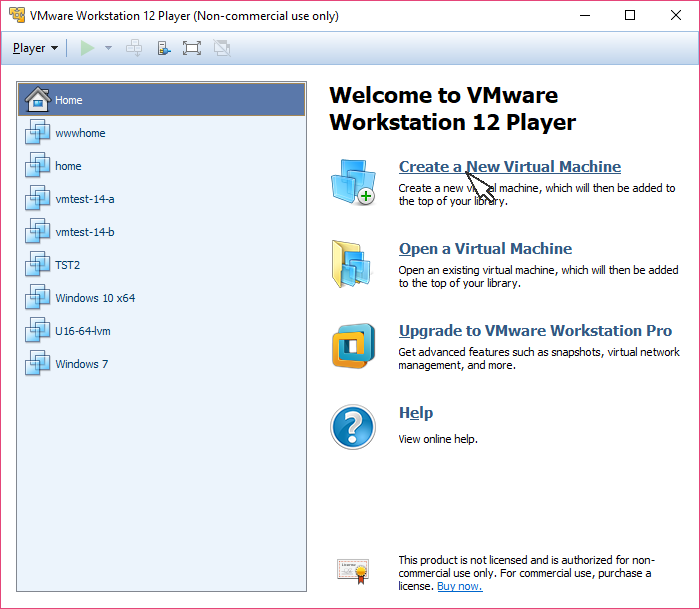 VMware Workstation 12 Player (Non-commercial use only)
Player
Home
wwwhome
home
vmtest-14-a
vmtest-14-b
TST2
Windows 10 x64
U16-64-lvm
Windows 7
Welcome to VMware
Workstation 12 Player
Create a New Virtual Machine
Create a new virtual machine, which will then be added to
the top of your library.
Open a Virtual Machine
Open an existing virtual machine, which will then be added
to the top of your library.
Upgrade to VMware Workstation Pro
Get advanced features such as snapshots, virtual network
management, and more.
Help
View online help.
This product is not licensed and is authorized for non-
commercial use only. For commercial use, purchase a
license. Buy now.